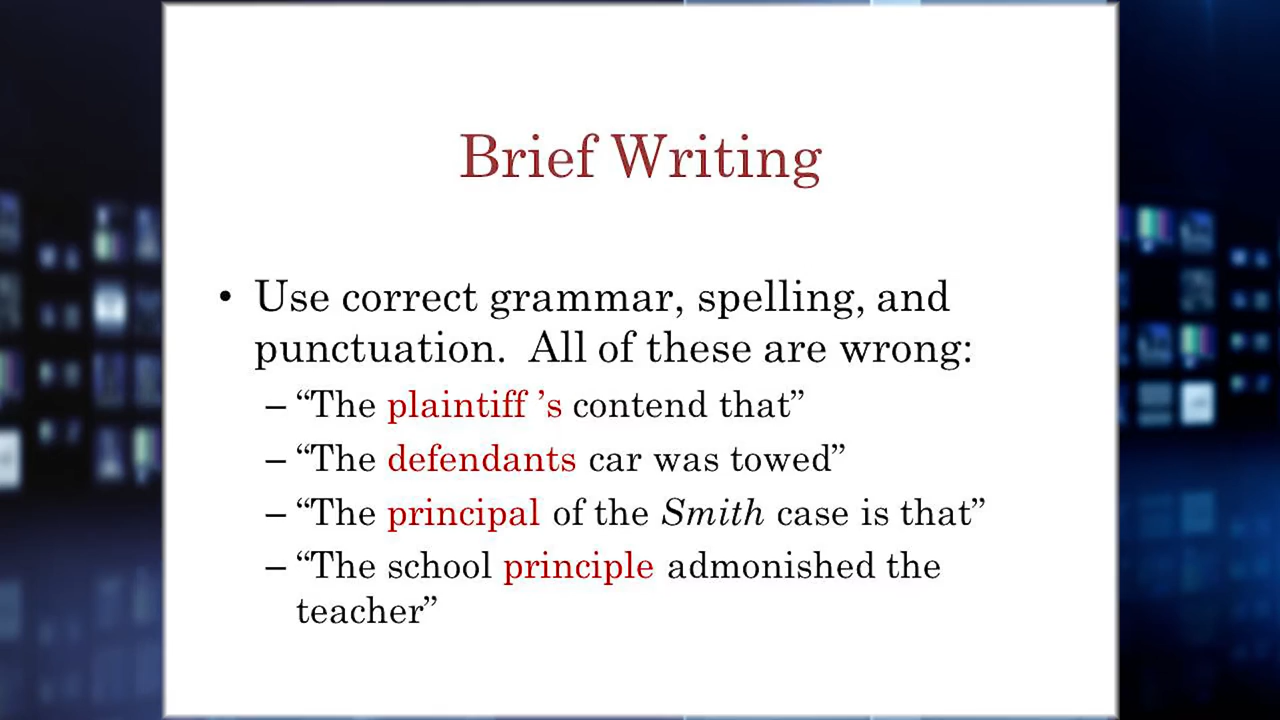 Brief Writing
• Use correct grammar, spelling, and
punctuation.  All of these are wrong:
– “The plaintiff ’s contend that”
– “The defendants car was towed”
– “The principal of the Smith case is that”
– “The school principle admonished the
teacher”